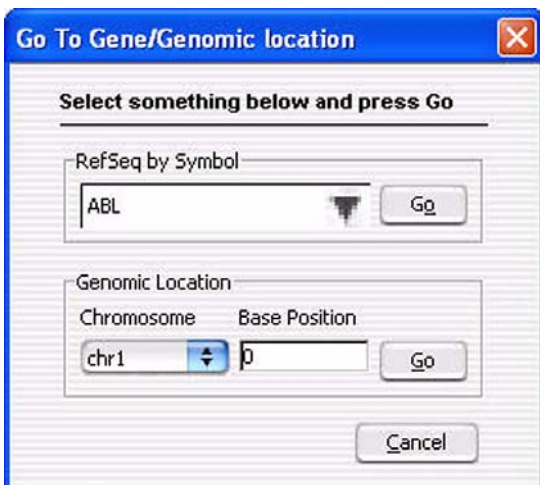 Go To Gene/Genomic location
Select something below and press Go
RefSeq by Symbol
ABL
Go
Genomic Location
Chromosome Base Position
chr1 0 Go
Cancel